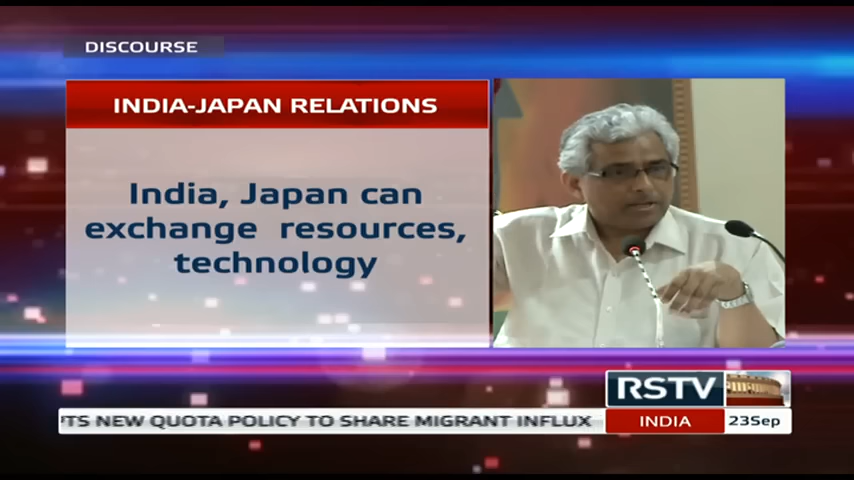 DISCOURSE
INDIA-JAPAN RELATIONS
India, Japan can
exchange resources,
technology
RSTV
'TS NEW QUOTA POLICY TO SHARE MIGRANT INFLUX
INDIA
23Sep